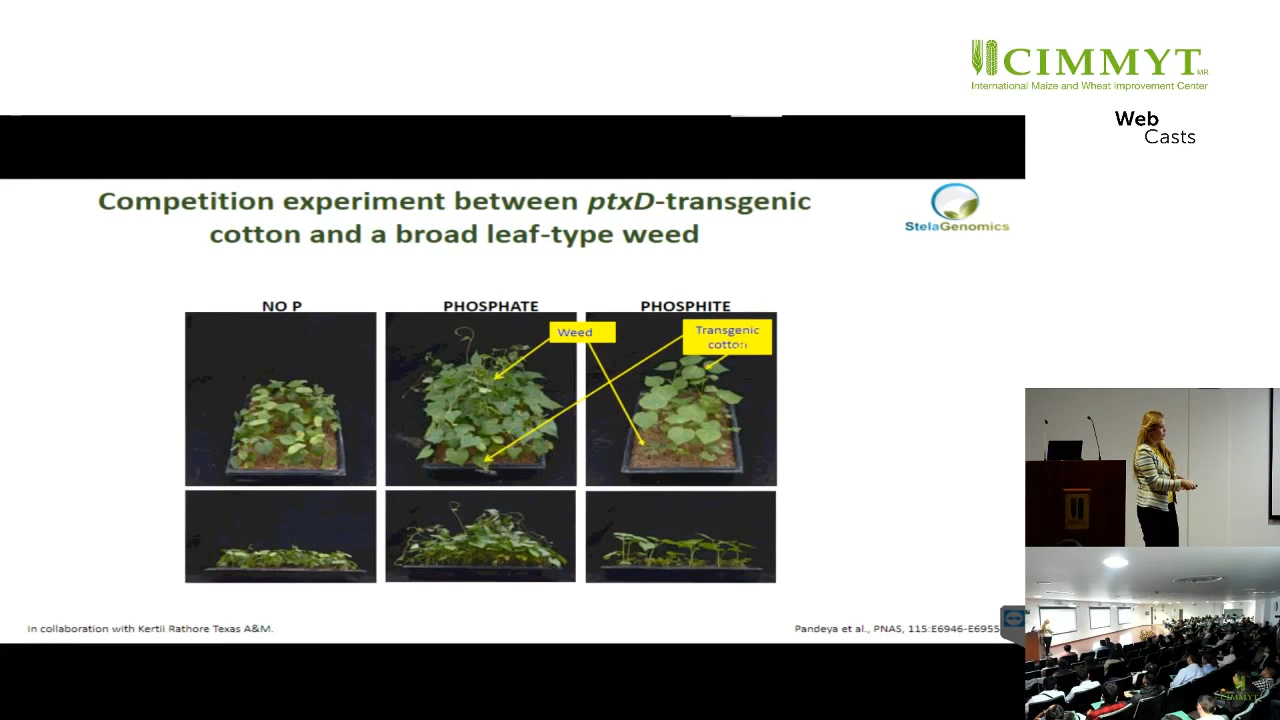 CIMMYT MR
International Maize and Wheat Improvement Center
Web
Casts
Competition experiment between ptxD-transgenic
cotton and a broad leaf-type weed
StelaGenomics
NO P
PHOSPHATE
PHOSPHITE
Weed
Transgenic
cotton
In collaboration with Kertii Rathore Texas A&M.
Pandeya et al., PNAS, 115:E6946-E6955
CIMMYT